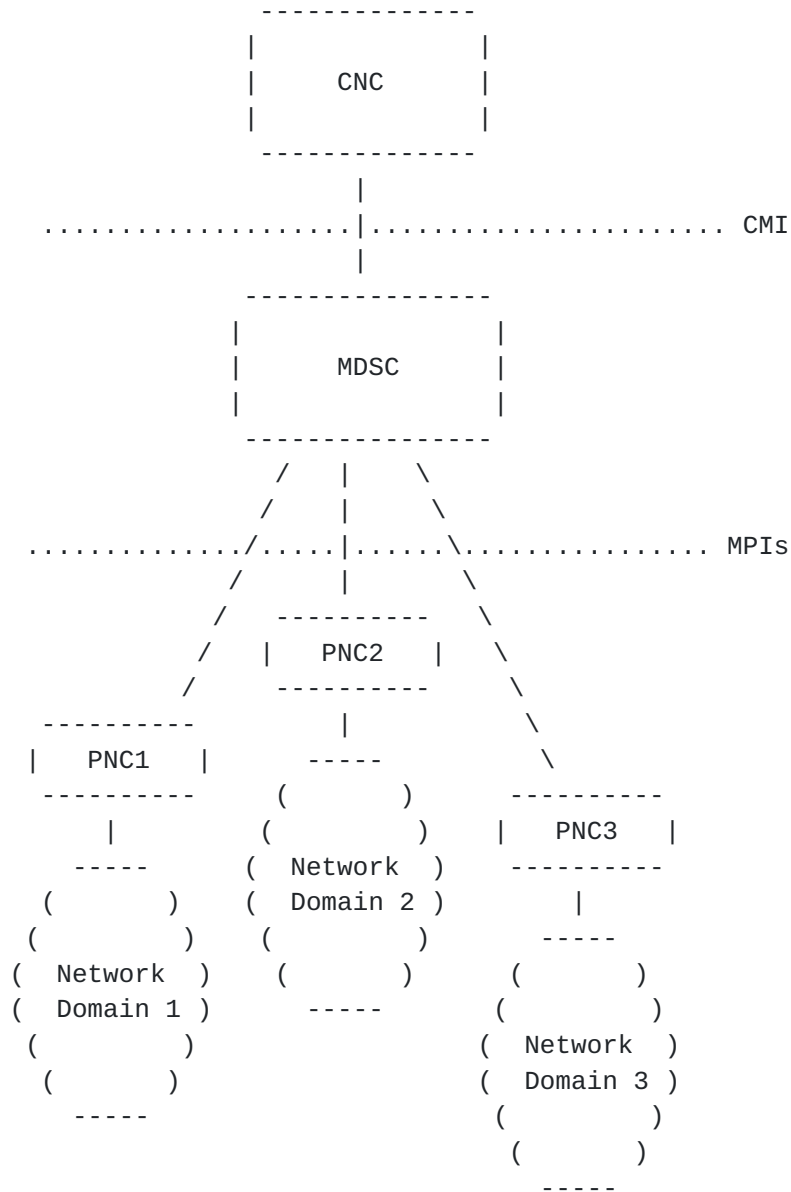 CNC
CMI
MDSC
MPIs
PNC2
PNC1
PNC3
Network
Domain 2
Network
Domain 1
Network
Domain 3